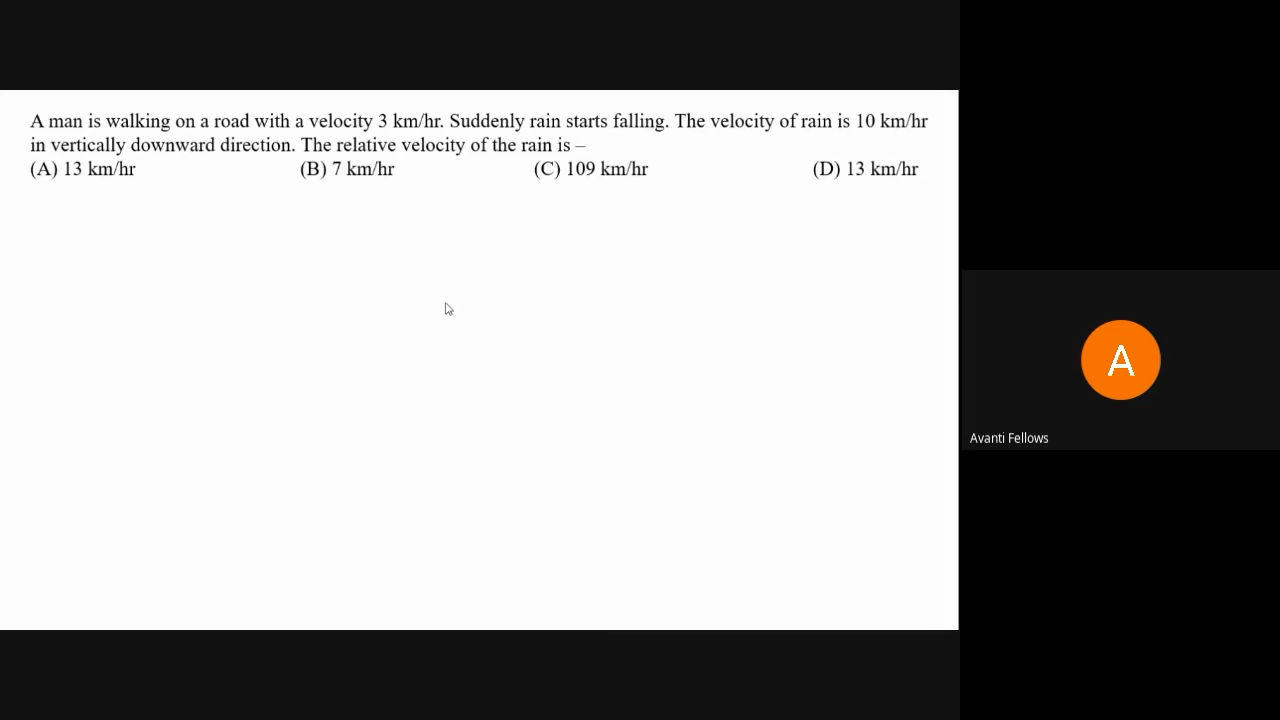 A man is walking on a road with a velocity 3 km/hr. Suddenly rain starts falling. The velocity of rain is 10 km/hr
in vertically downward direction. The relative velocity of the rain is –
(A) 13 km/hr (B) 7 km/hr (C) 109 km/hr (D) 13 km/hr
A
Avanti Fellows